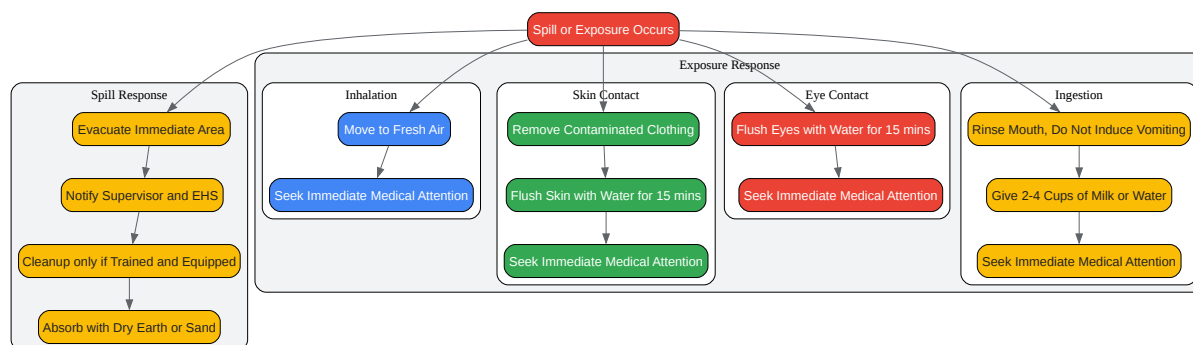 Spill or Exposure Occurs
Exposure Response
Spill Response
Evacuate Immediate Area
Notify Supervisor and EHS
Cleanup only if Trained and Equipped
Absorb with Dry Earth or Sand
Inhalation
Move to Fresh Air
Seek Immediate Medical Attention
Skin Contact
Remove Contaminated Clothing
Flush Skin with Water for 15 mins
Seek Immediate Medical Attention
Eye Contact
Flush Eyes with Water for 15 mins
Seek Immediate Medical Attention
Ingestion
Rinse Mouth, Do Not Induce Vomiting
Give 2-4 Cups of Milk or Water
Seek Immediate Medical Attention